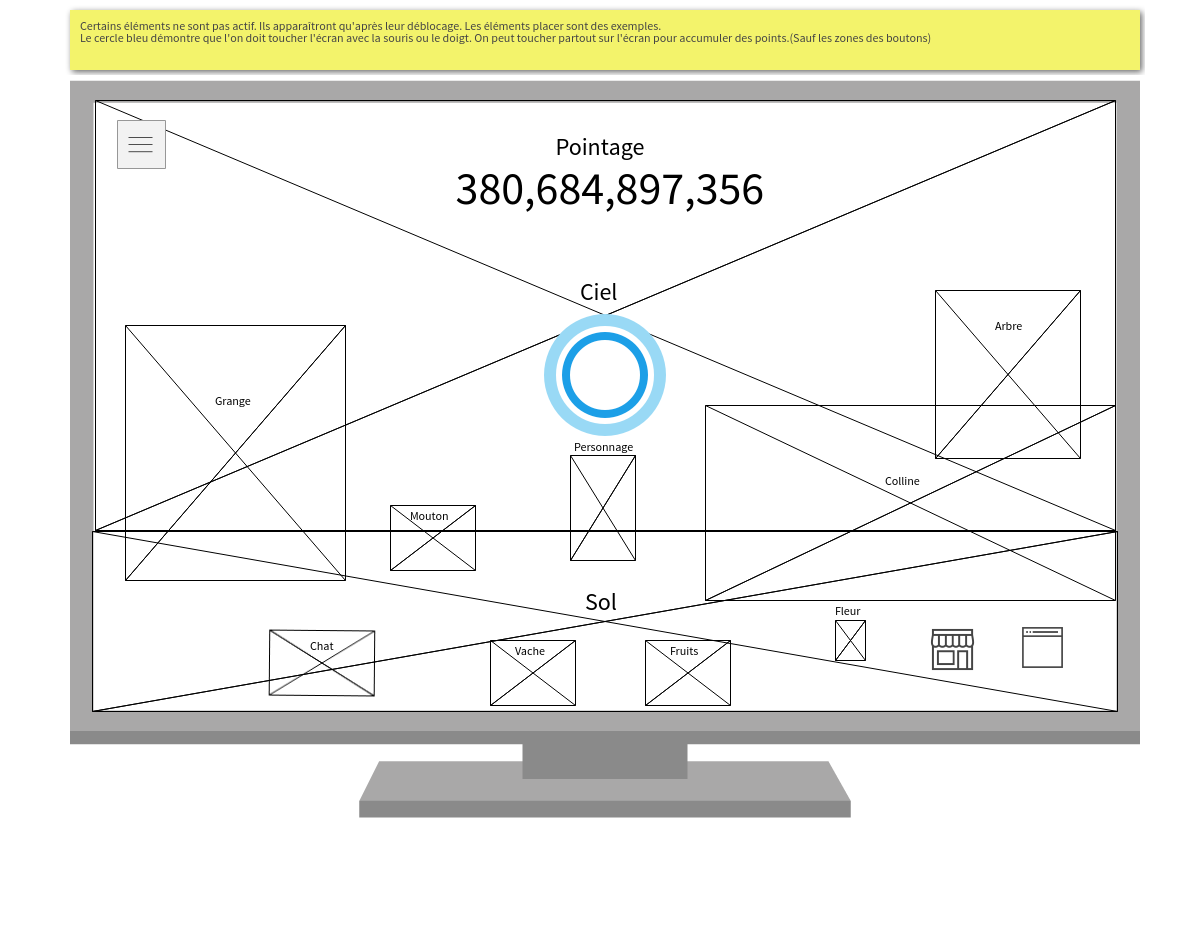 Certains éléments ne sont pas actif. Ils apparaîtront qu'après leur déblocage. Les éléments placer sont des exemples.
Le cercle bleu démontre que l'on doit toucher l'écran avec la souris ou le doigt. On peut toucher partout sur l'écran pour accumuler des points.(Sauf les zones des boutons)
Pointage
380,684,897,356
Ciel
Arbre
Grange
Personnage
Colline
Mouton
Sol
Fleur
Chat
Vache
Fruits